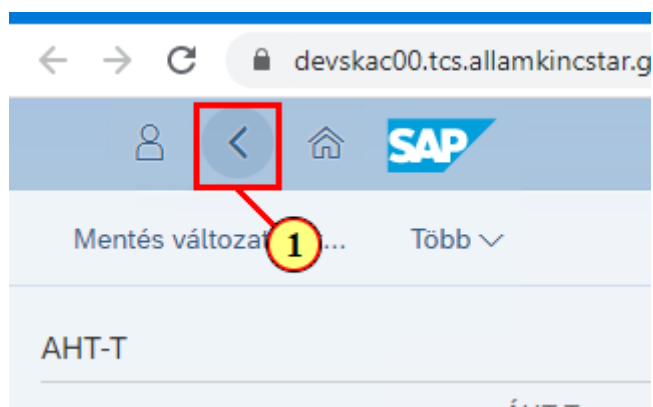 devskac00.tcs.allamkincstar.g
SAP
Mentés változat ... Több
1
AHT-T